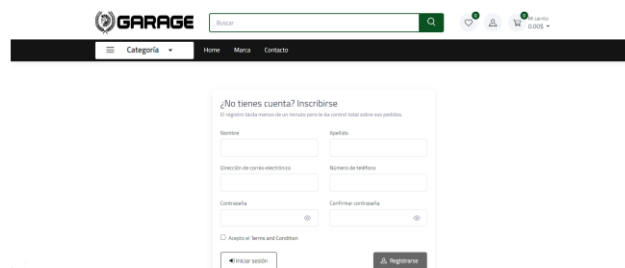 GARAGE
Buscar
0
0
Mi carrito
0.00$
Categoría
Home Marca Contacto
¿No tienes cuenta? Inscribirse
El registro tarda menos de un minuto pero le da control total sobre sus pedidos.
Nombre Apellido
Dirección de correo electrónico Número de teléfono
Contraseña Confirmar contraseña
Acepto el Terms and Condition
Iniciar sesión Registrarse